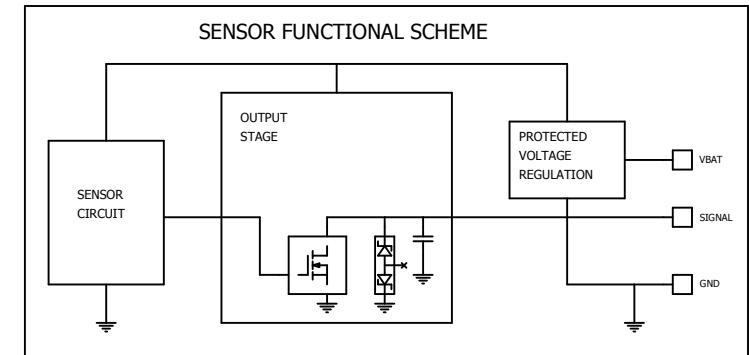 SENSOR FUNCTIONAL SCHEME
OUTPUT
STAGE
PROTECTED
VOLTAGE
REGULATION
VBAT
SENSOR
CIRCUIT
SIGNAL
GND